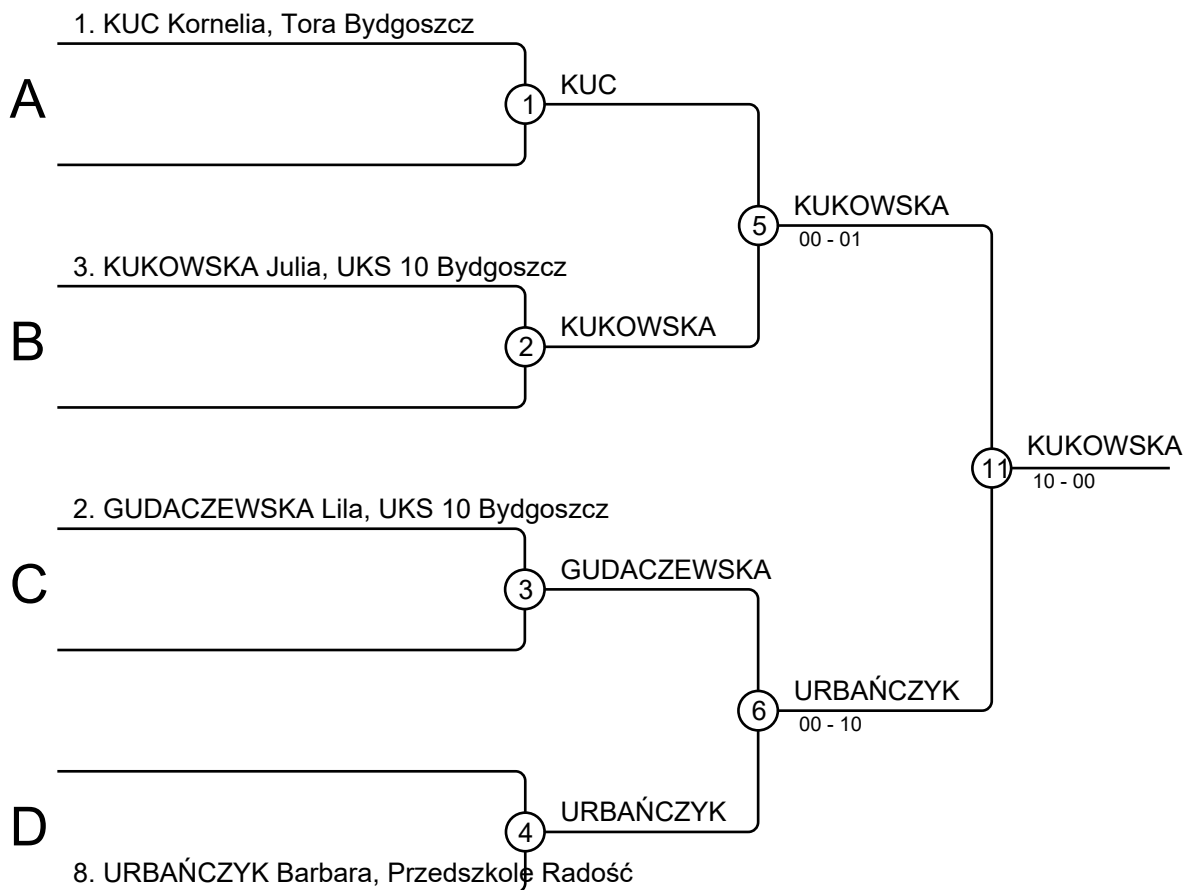 1. KUC Kornelia, Tora Bydgoszcz
A
1
KUC
5
KUKOWSKA
00 - 01
3. KUKOWSKA Julia, UKS 10 Bydgoszcz
B
2
KUKOWSKA
11
KUKOWSKA
10 - 00
2. GUDACZEWSKA Lila, UKS 10 Bydgoszcz
C
3
GUDACZEWSKA
6
URBAŃCZYK
00 - 10
D
4
URBAŃCZYK
8. URBAŃCZYK Barbara, Przedszkole Radość